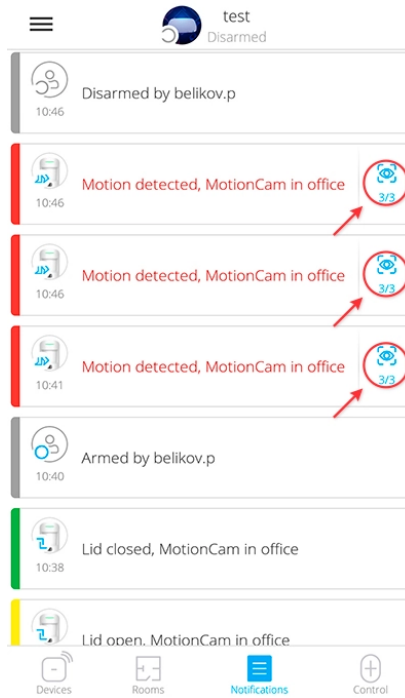 test
Disarmed
Disarmed by belikov.p
10:46
Motion detected, MotionCam in office
10:46
3/3
Motion detected, MotionCam in office
10:46
3/3
Motion detected, MotionCam in office
10:41
3/3
Armed by belikov.p
10:40
Lid closed, MotionCam in office
10:38
Lid open, MotionCam in office
Devices
Rooms
Notifications
Control